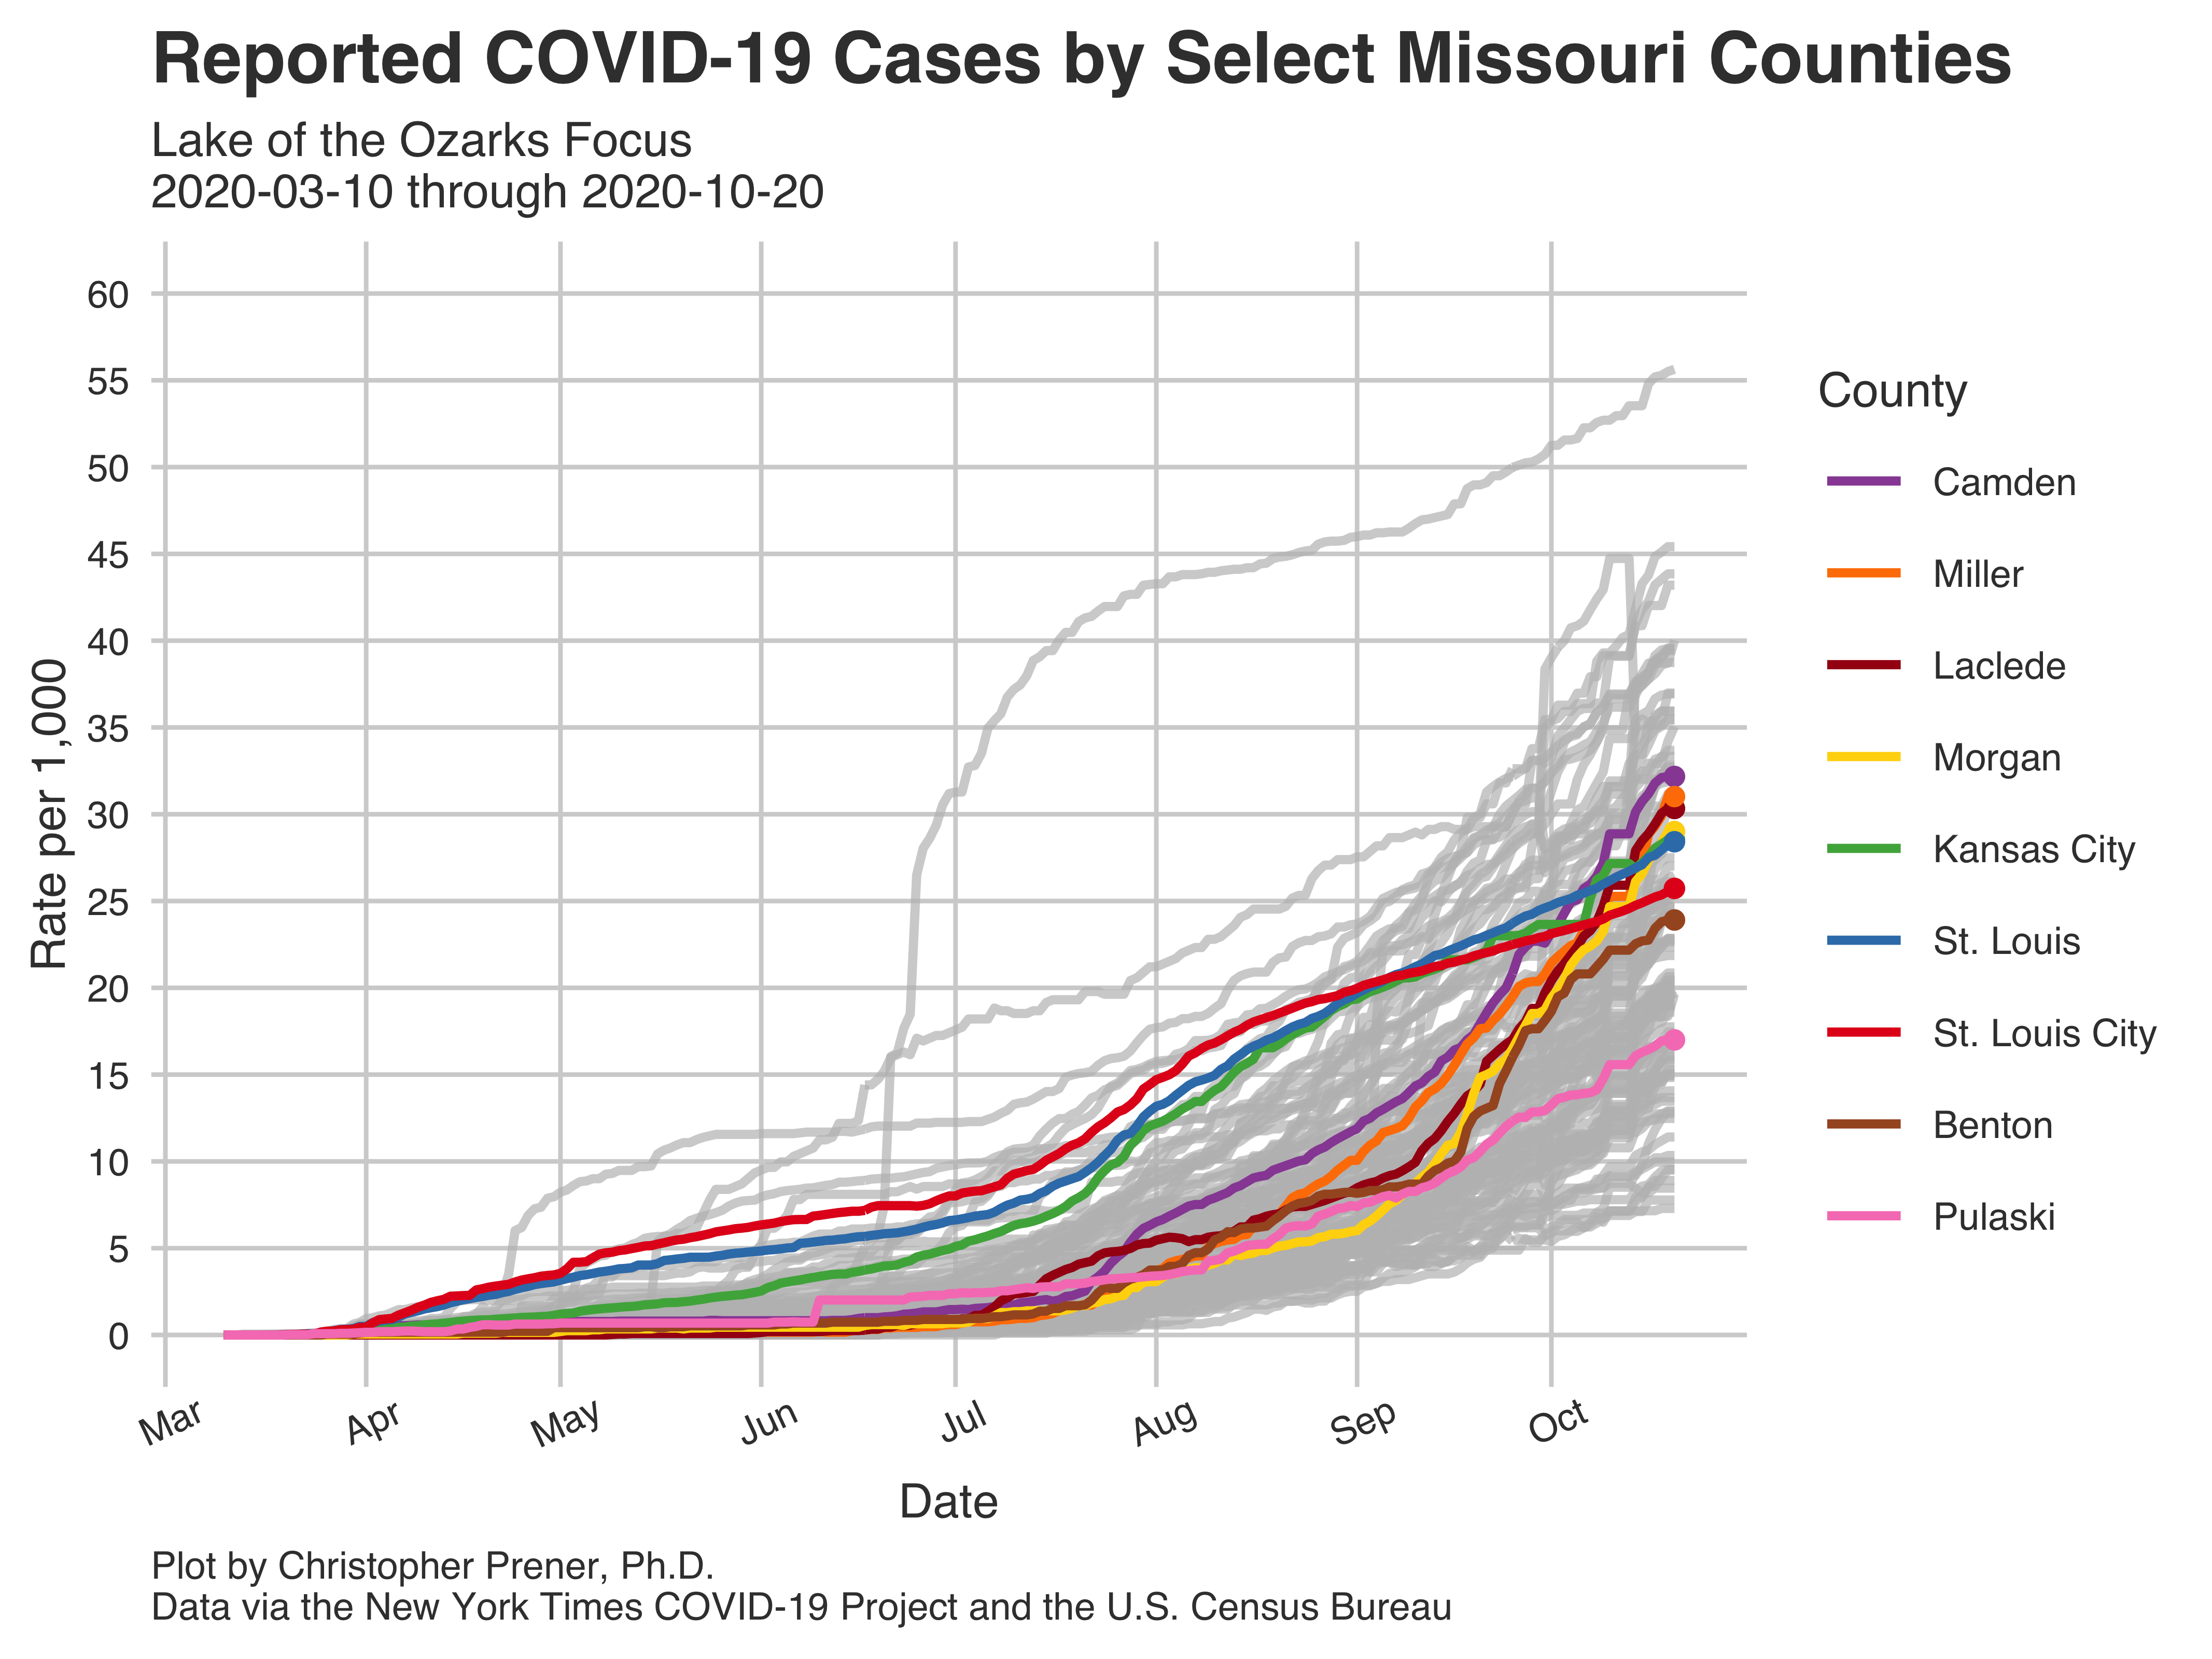 Reported COVID-19 Cases by Select Missouri Counties
Lake of the Ozarks Focus
2020-03-10 through 2020-10-20
Rate per 1,000
60
55
50
45
40
35
30
25
20
15
10
5
0
Mar
Apr
May
Jun
Jul
Aug
Sep
Oct
Date
County
Camden
Miller
Laclede
Morgan
Kansas City
St. Louis
St. Louis City
Benton
Pulaski
Plot by Christopher Prener, Ph.D.
Data via the New York Times COVID-19 Project and the U.S. Census Bureau